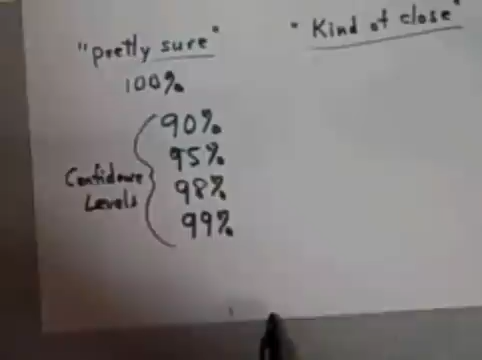 "pretty sure"
"Kind of close"
100%
90%
95%
98%
99%
Confidence
Levels